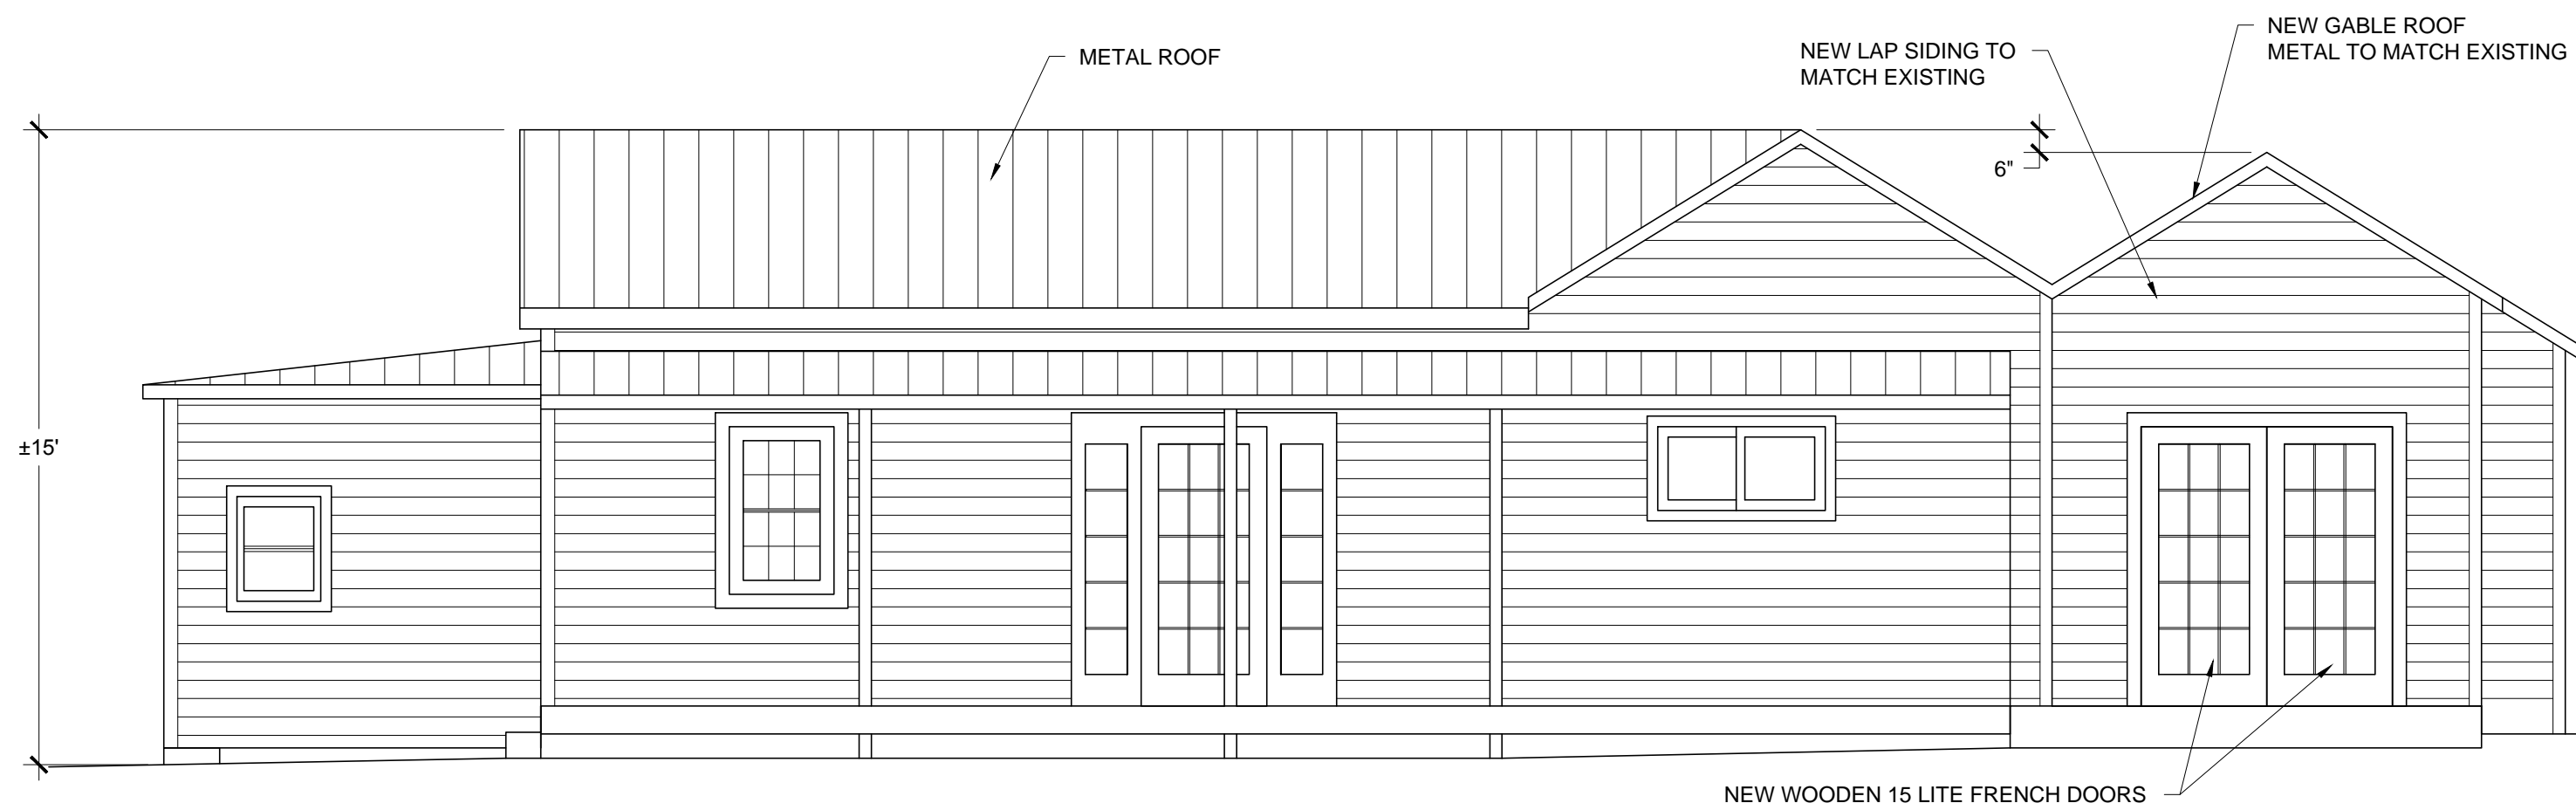 METAL ROOF
NEW LAP SIDING TO
MATCH EXISTING
NEW GABLE ROOF
METAL TO MATCH EXISTING
6"
±15'
NEW WOODEN 15 LITE FRENCH DOORS